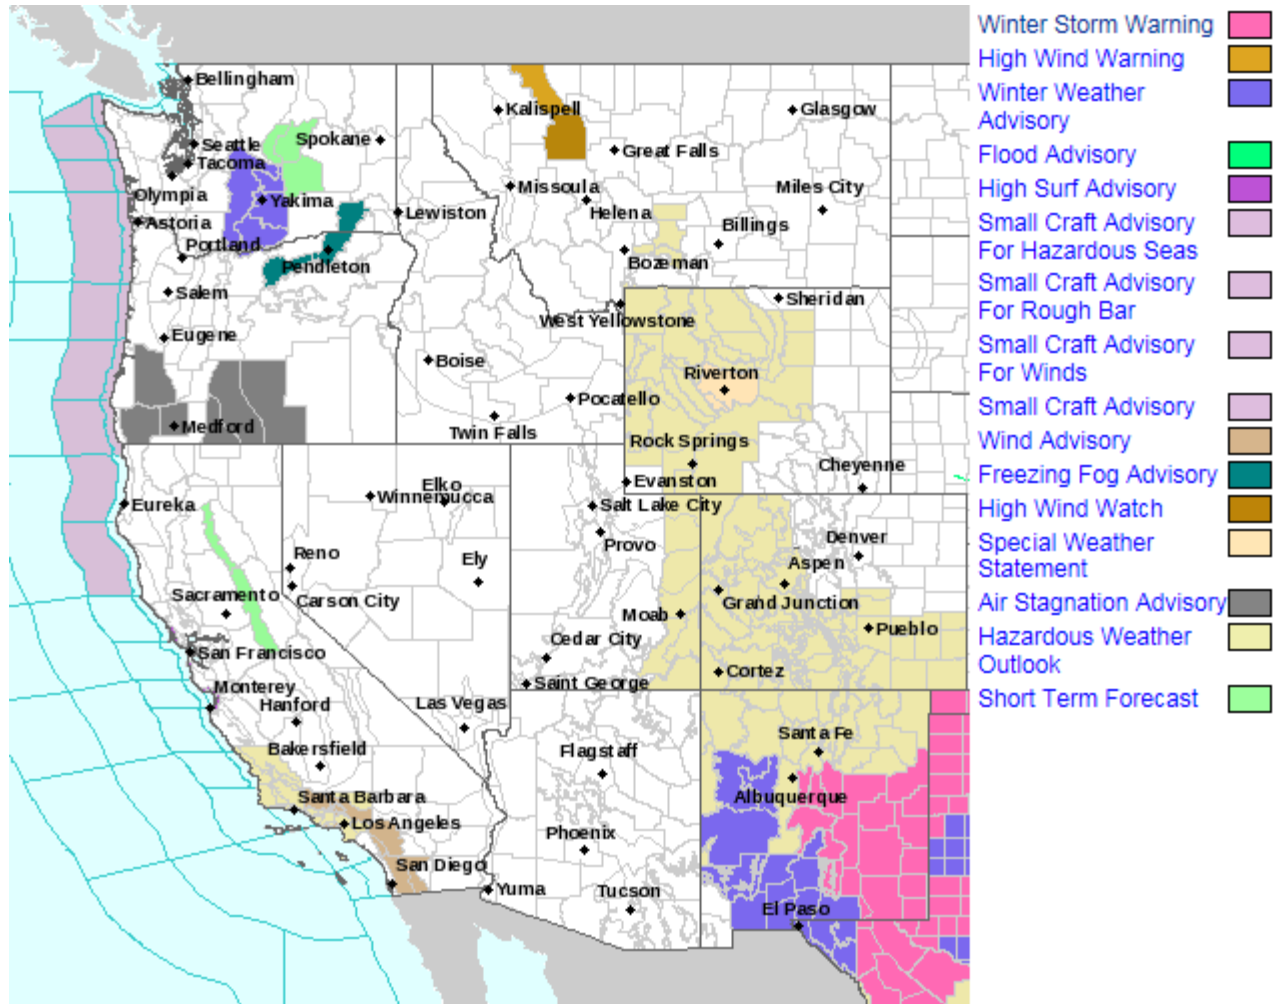 Winter Storm Warning
High Wind Warning
Winter Weather
Advisory
Flood Advisory
High Surf Advisory
Small Craft Advisory
For Hazardous Seas
Small Craft Advisory
For Rough Bar
Small Craft Advisory
For Winds
Small Craft Advisory
Wind Advisory
Freezing Fog Advisory
High Wind Watch
Special Weather
Statement
Air Stagnation Advisory
Hazardous Weather
Outlook
Short Term Forecast
Bellingham
Kalispell
Glasgow
Seattle
Spokane
Great Falls
Tacoma
Missoula
Miles City
Olympia
Yakima
Helena
Lewiston
Astoria
Billings
Portland
Pendleton
Bozeman
Salem
Sheridan
West Yellowstone
Eugene
Boise
Riverton
Pocatello
Medford
Twin Falls
Rock Springs
Cheyenne
Evanston
Elko
Winnemucca
Eureka
Salt Lake City
Provo
Denver
Reno
Ely
Aspen
Sacramento
Carson City
Grand Junction
Moab
Pueblo
Cedar City
San Francisco
Cortez
Saint George
Monterey
Hanford
Las Vegas
Santa Fe
Bakersfield
Flagstaff
Santa Barbara
Albuquerque
Los Angeles
Phoenix
San Diego
Yuma
Tucson
El Paso